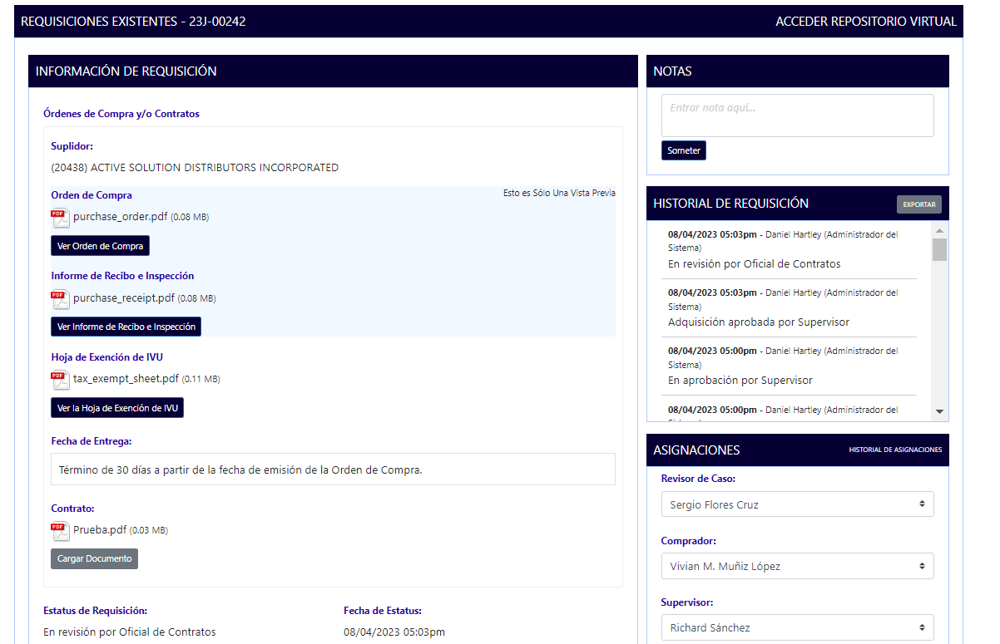 REQUISICIONES EXISTENTES - 23J-00242
ACCEDER REPOSITORIO VIRTUAL
INFORMACIÓN DE REQUISICIÓN
Órdenes de Compra y/o Contratos
Suplidor:
(20438) ACTIVE SOLUTION DISTRIBUTORS INCORPORATED
Orden de Compra
Esto es Sólo Una Vista Previa
PDF
purchase_order.pdf (0.08 MB)
Ver Orden de Compra
Informe de Recibo e Inspección
PDF
purchase_receipt.pdf (0.08 MB)
Ver Informe de Recibo e Inspección
Hoja de Exención de IVU
PDF
tax_exempt_sheet.pdf (0.11 MB)
Ver la Hoja de Exención de IVU
Fecha de Entrega:
Término de 30 días a partir de la fecha de emisión de la Orden de Compra.
Contrato:
PDF
Prueba.pdf (0.03 MB)
Cargar Documento
Estatus de Requisición:
En revisión por Oficial de Contratos
Fecha de Estatus:
08/04/2023 05:03pm
NOTAS
Entrar nota aquí...
Someter
HISTORIAL DE REQUISICIÓN
EXPORTAR
08/04/2023 05:03pm - Daniel Hartley (Administrador del
Sistema)
En revisión por Oficial de Contratos
08/04/2023 05:03pm - Daniel Hartley (Administrador del
Sistema)
Adquisición aprobada por Supervisor
08/04/2023 05:00pm - Daniel Hartley (Administrador del
Sistema)
En aprobación por Supervisor
08/04/2023 05:00pm - Daniel Hartley (Administrador del
ASIGNACIONES
HISTORIAL DE ASIGNACIONES
Revisor de Caso:
Sergio Flores Cruz
Comprador:
Vivian M. Muñiz López
Supervisor:
Richard Sánchez